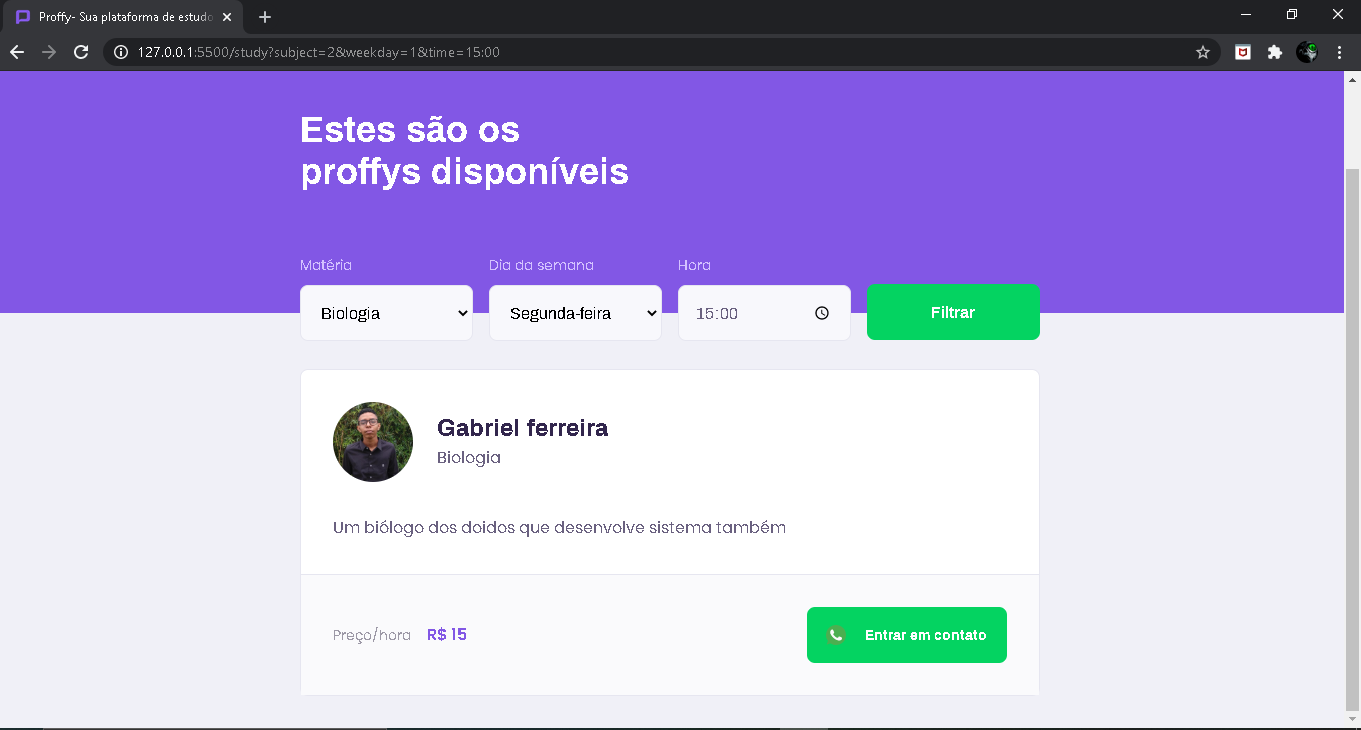 Proffy- Sua plataforma de estudo
127.0.0.1:5500/study?subject=2&weekday=1&time=15:00
Estes são os
proffys disponíveis
Matéria Dia da semana Hora
Biologia Segunda-feira 15:00 Filtrar
Gabriel ferreira
Biologia
Um biólogo dos doidos que desenvolve sistema também
Preço/hora R$ 15 Entrar em contato